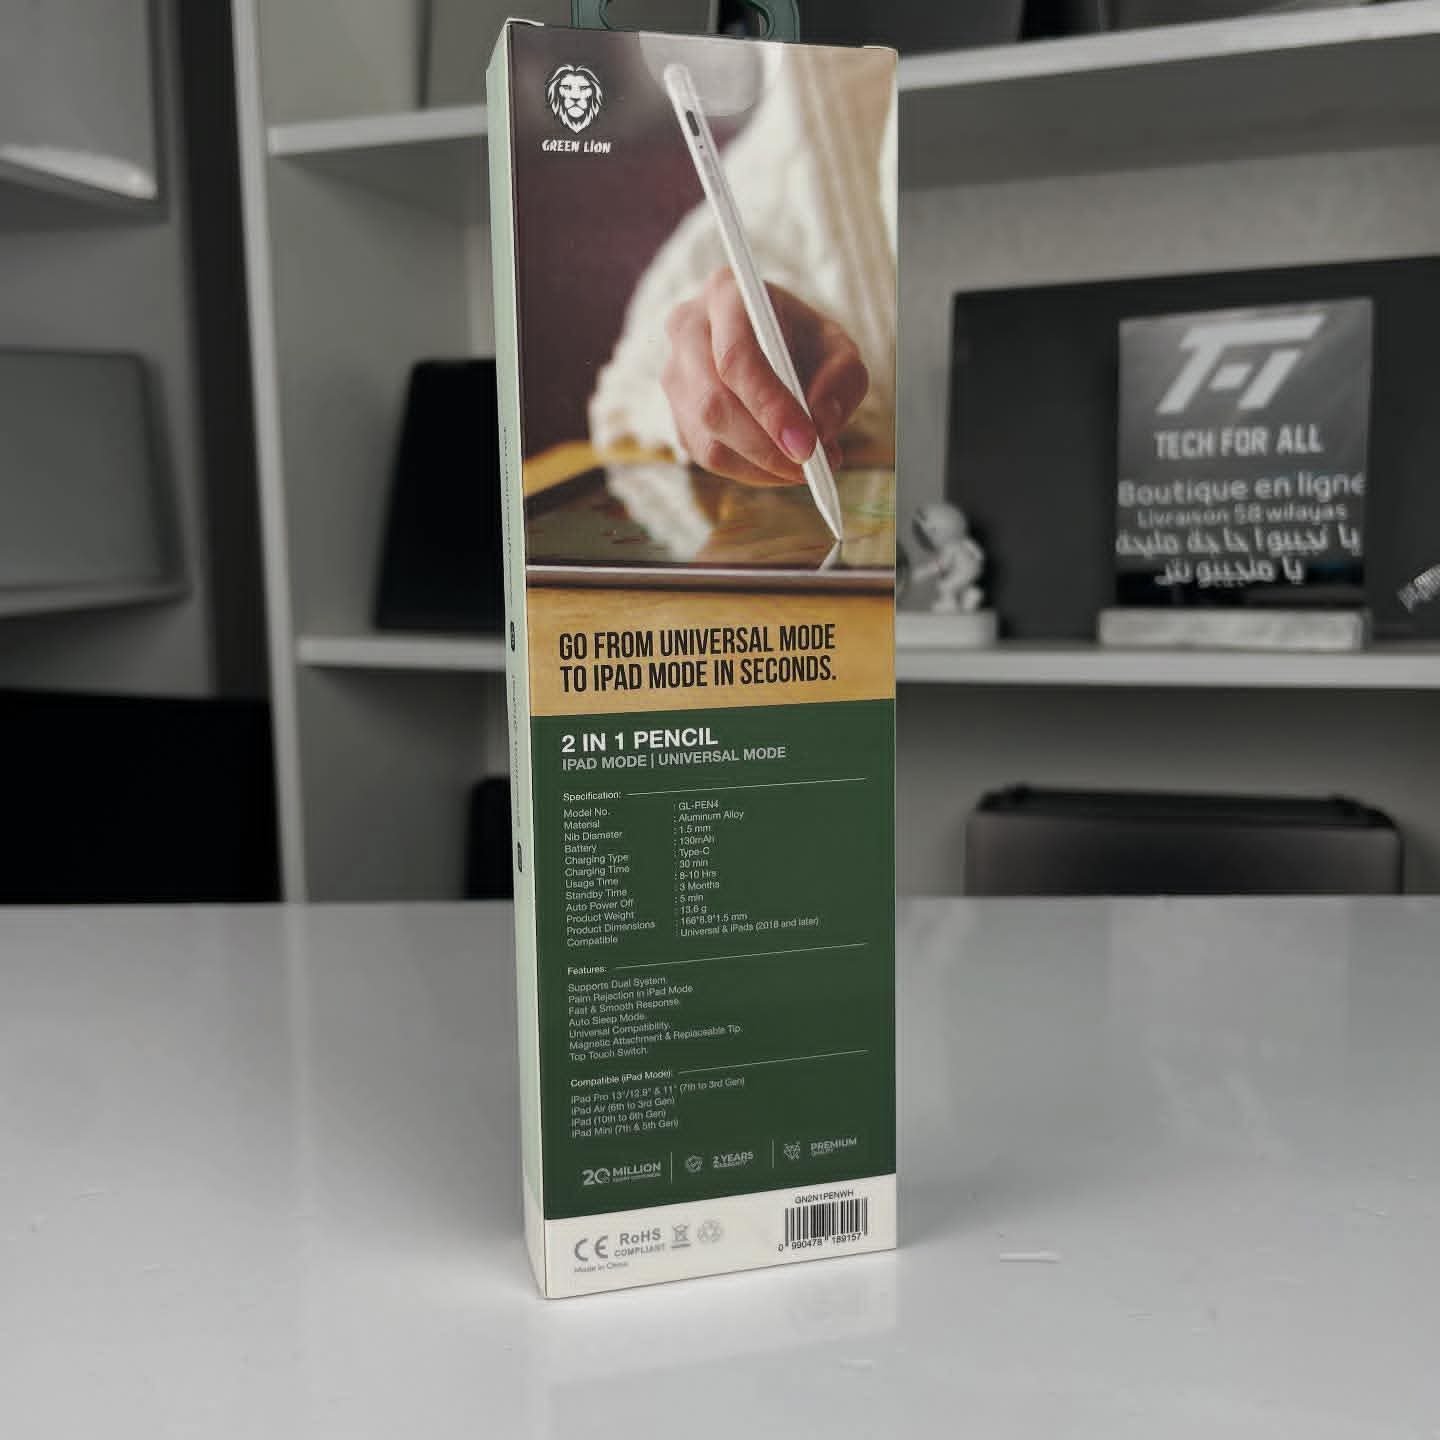 GREEN LION
GO FROM UNIVERSAL MODE
TO IPAD MODE IN SECONDS.
2 IN 1 PENCIL
IPAD MODE | UNIVERSAL MODE
Specification:
Model No. : GL-PEN4
Material : Aluminum Alloy
Nib Diameter : 1.5 mm
Battery : 130mAh
Charging Type : Type-C
Charging Time : 30 min
Usage Time : 8-10 Hrs
Standby Time : 3 Months
Auto Power Off : 5 min
Product Weight : 13.6 g
Product Dimensions : 166*8.9*1.5 mm
Compatible : Universal & iPads (2018 and later)
Features:
Supports Dual System.
Palm Rejection in iPad Mode
Fast & Smooth Response.
Auto Sleep Mode.
Universal Compatibility.
Magnetic Attachment & Replaceable Tip.
Top Touch Switch.
Compatible (iPad Mode):
iPad Pro 13"/12.9" & 11" (7th to 3rd Gen)
iPad Air (6th to 3rd Gen)
iPad (10th to 6th Gen)
iPad Mini (7th & 5th Gen)
20 MILLION
2 YEARS
WARRANTY
PREMIUM
QUALITY
GN2N1PENWH
0 990478 189157
CE RoHS
COMPLIANT
Made in China
TECH FOR ALL
Boutique en ligne
Livraison 58 wilayas